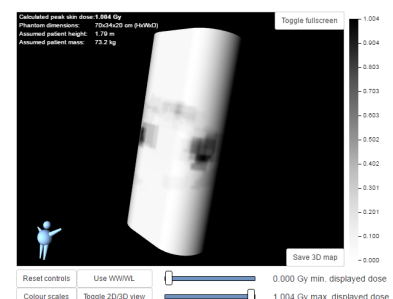 Calculated peak skin dose:1.004 Gy
Phantom dimensions: 70x34x20 cm (HxWxD)
Assumed patient height: 1.79 m
Assumed patient mass: 73.2 kg
Toggle fullscreen
1.004
0.904
0.803
0.703
0.602
0.502
0.402
0.301
0.201
0.100
0.000
Save 3D map
Reset controls Use WW/WL 0.000 Gy min. displayed dose
Colour scales Toggle 2D/3D view 1.004 Gy max. displayed dose